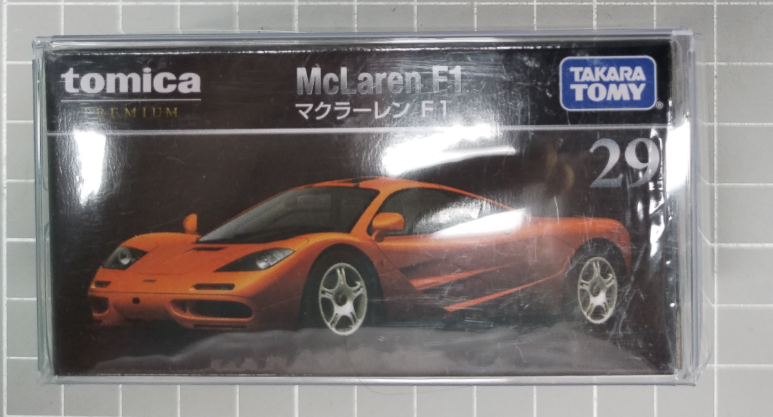 tomica
PREMIUM
McLaren F1
マクラーレン F1
TAKARA
TOMY
29